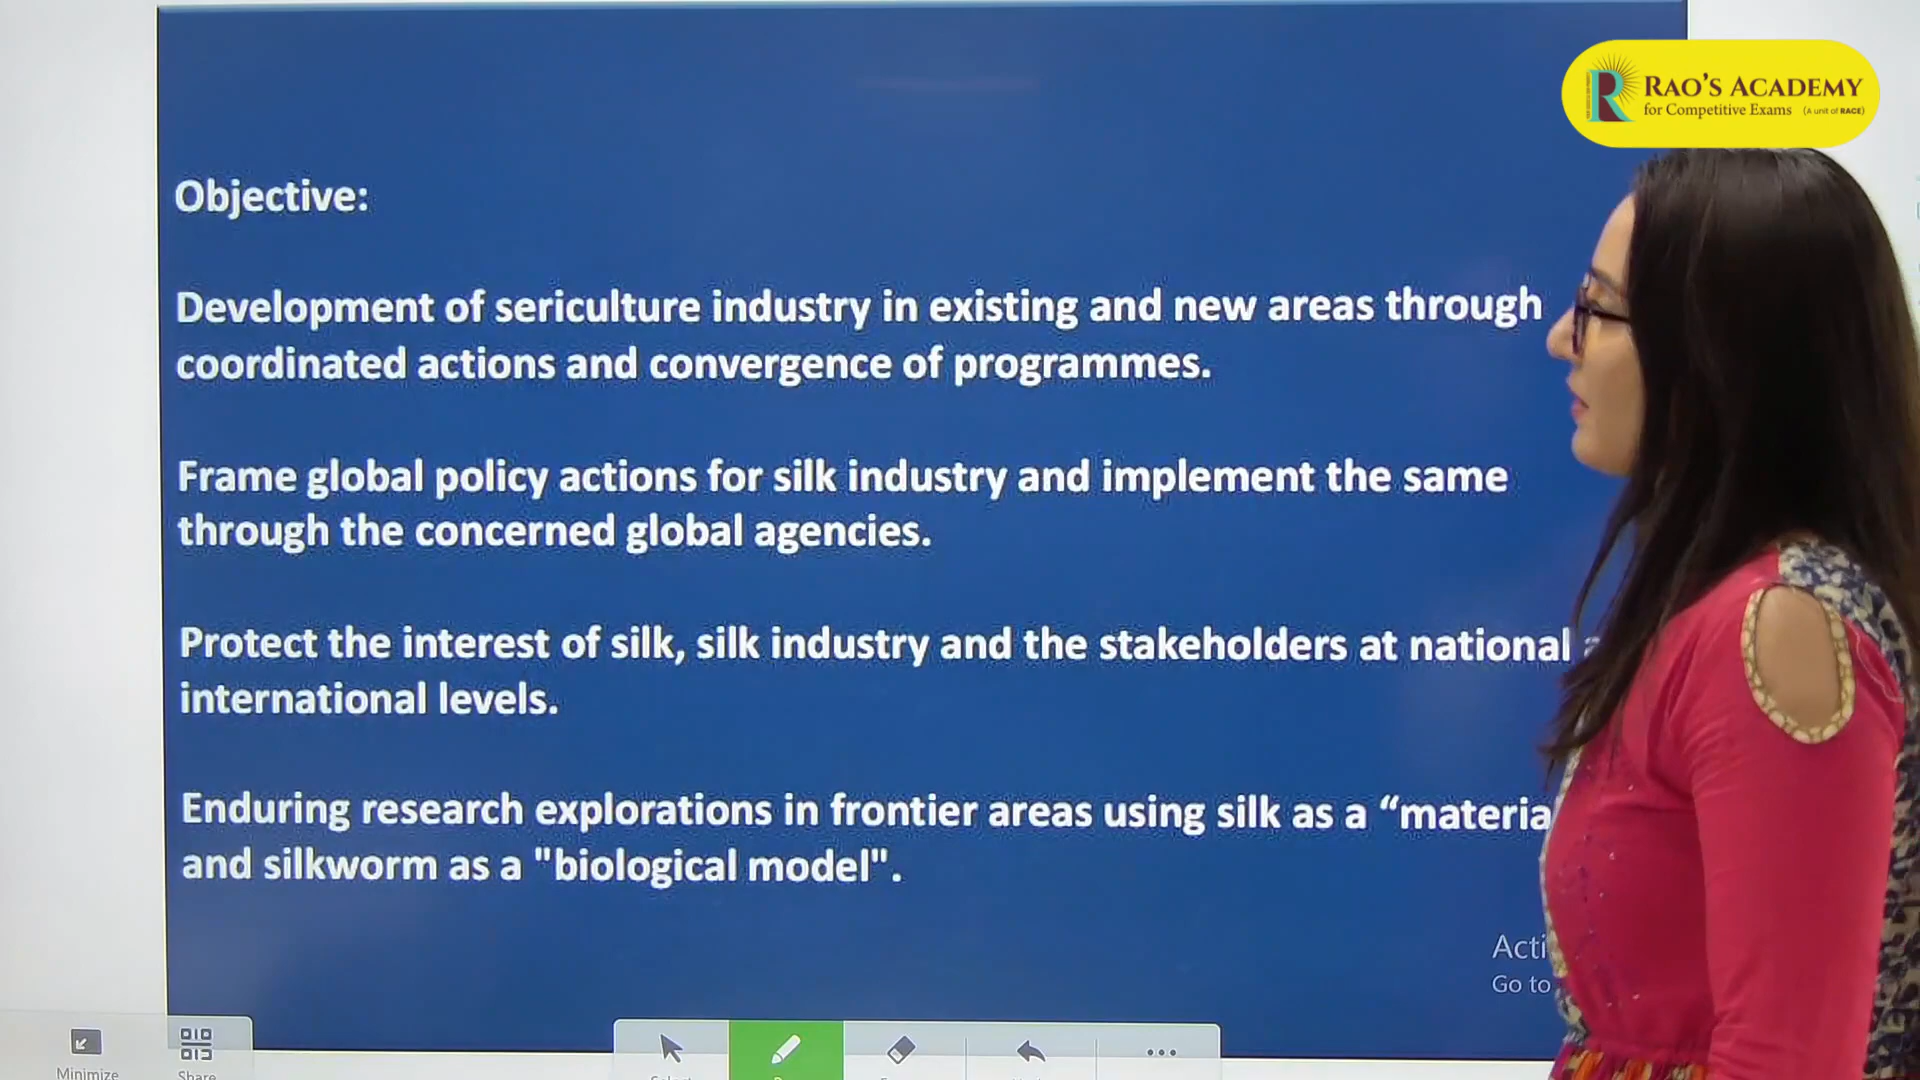 RAO'S ACADEMY
for Competitive Exams (A unit of RACE)
Objective:
Development of sericulture industry in existing and new areas through
coordinated actions and convergence of programmes.
Frame global policy actions for silk industry and implement the same
through the concerned global agencies.
Protect the interest of silk, silk industry and the stakeholders at national
international levels.
Enduring research explorations in frontier areas using silk as a “materia
and silkworm as a "biological model".
Acti
Go to
Minimize
Share